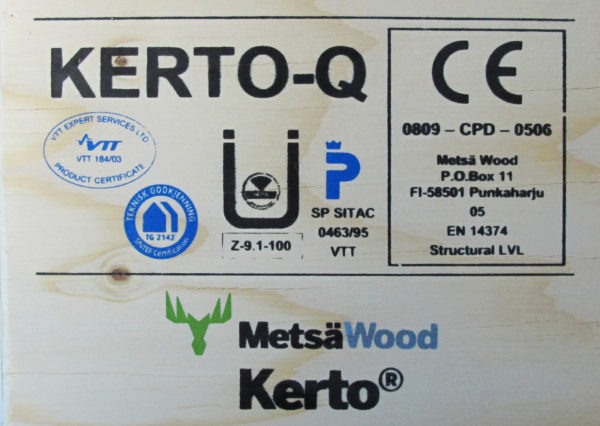 KERTO-Q
VTT EXPERT SERVICES LTD
VTT
VTT 184/03
PRODUCT CERTIFICATE
TEKNISK GODKJENNING
TG 2142
SINTEF Certification
Ü
Z-9.1-100
P
SP SITAC
0463/95
VTT
CE
0809 – CPD – 0506
Metsä Wood
P.O.Box 11
FI-58501 Punkaharju
05
EN 14374
Structural LVL
MetsäWood
Kerto®